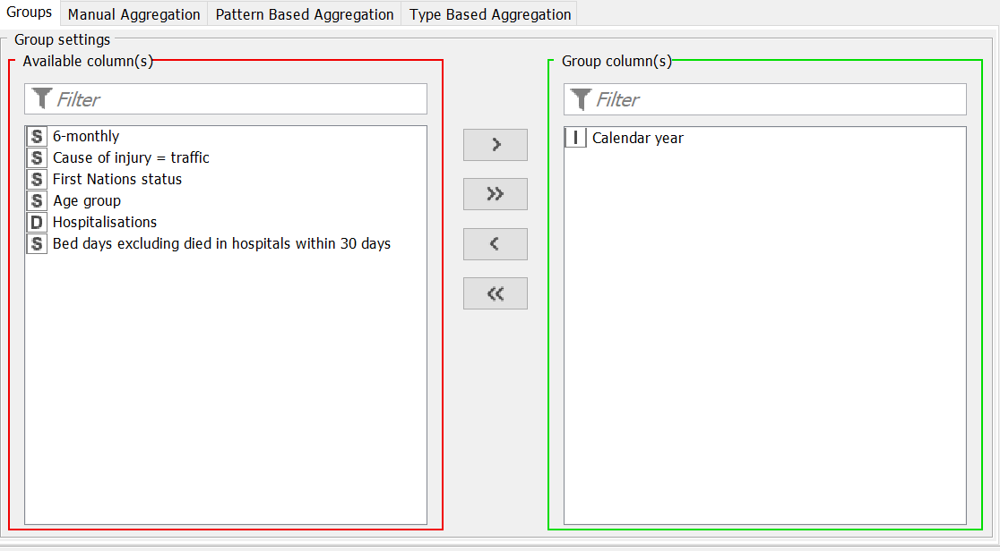 Groups Manual Aggregation Pattern Based Aggregation Type Based Aggregation
Group settings
Available column(s)
Filter
S 6-monthly
S Cause of injury = traffic
S First Nations status
S Age group
D Hospitalisations
S Bed days excluding died in hospitals within 30 days
>
>>
<
<<
Group column(s)
Filter
I Calendar year